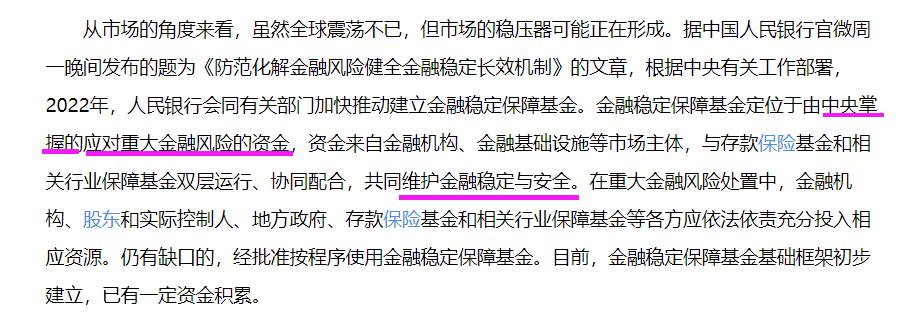 从市场的角度来看，虽然全球震荡不已，但市场的稳压器可能正在形成。据中国人民银行官微周
一晚间发布的题为《防范化解金融风险健全金融稳定长效机制》的文章，根据中央有关工作部署，
2022年，人民银行会同有关部门加快推动建立金融稳定保障基金。金融稳定保障基金定位于由中央掌
握的应对重大金融风险的资金，资金来自金融机构、金融基础设施等市场主体，与存款保险基金和相
关行业保障基金双层运行、协同配合，共同维护金融稳定与安全。在重大金融风险处置中，金融机
构、股东和实际控制人、地方政府、存款保险基金和相关行业保障基金等各方应依法依责充分投入相
应资源。仍有缺口的，经批准按程序使用金融稳定保障基金。目前，金融稳定保障基金基础框架初步
建立，已有一定资金积累。